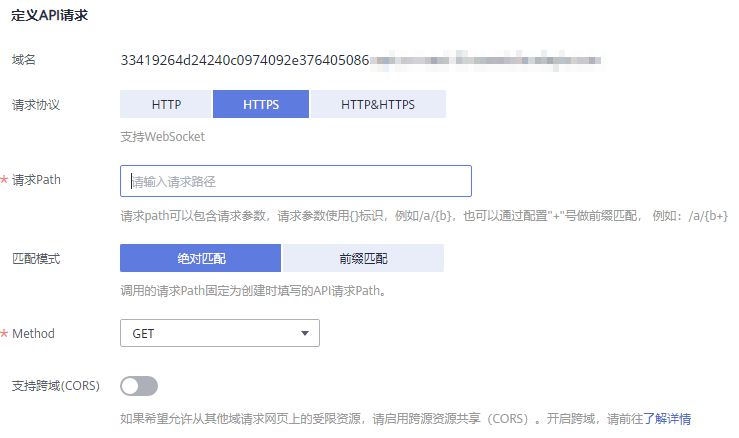 定义API请求
域名 33419264d24240c0974092e376405086
请求协议 HTTP HTTPS HTTP&HTTPS
支持WebSocket
* 请求Path 请输入请求路径
请求path可以包含请求参数，请求参数使用{}标识，例如/a/{b}，也可以通过配置"+"号做前缀匹配， 例如：/a/{b+}
匹配模式 绝对匹配 前缀匹配
调用的请求Path固定为创建时填写的API请求Path。
* Method GET
支持跨域(CORS)
如果希望允许从其他域请求网页上的受限资源，请启用跨源资源共享（CORS）。开启跨域，请前往了解详情